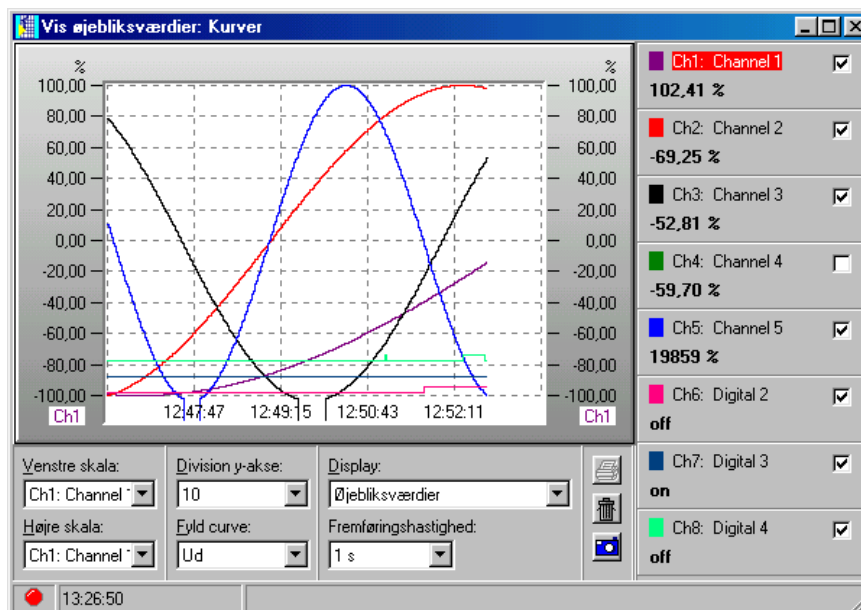 Vis øjebliksværdier: Kurver
%
%
100,00
100,00
80,00
80,00
60,00
60,00
40,00
40,00
20,00
20,00
0,00
0,00
-20,00
-20,00
-40,00
-40,00
-60,00
-60,00
-80,00
-80,00
-100,00
-100,00
Ch1
12:47:47
12:49:15
12:50:43
12:52:11
Ch1
Ch1: Channel 1
102,41 %
Ch2: Channel 2
-69,25 %
Ch3: Channel 3
-52,81 %
Ch4: Channel 4
-59,70 %
Ch5: Channel 5
19859 %
Ch6: Digital 2
off
Ch7: Digital 3
on
Ch8: Digital 4
off
Venstre skala:
Ch1: Channel
Division y-akse:
10
Display:
Øjebliksværdier
Højre skala:
Ch1: Channel
Fyld curve:
Ud
Fremføringshastighed:
1 s
13:26:50